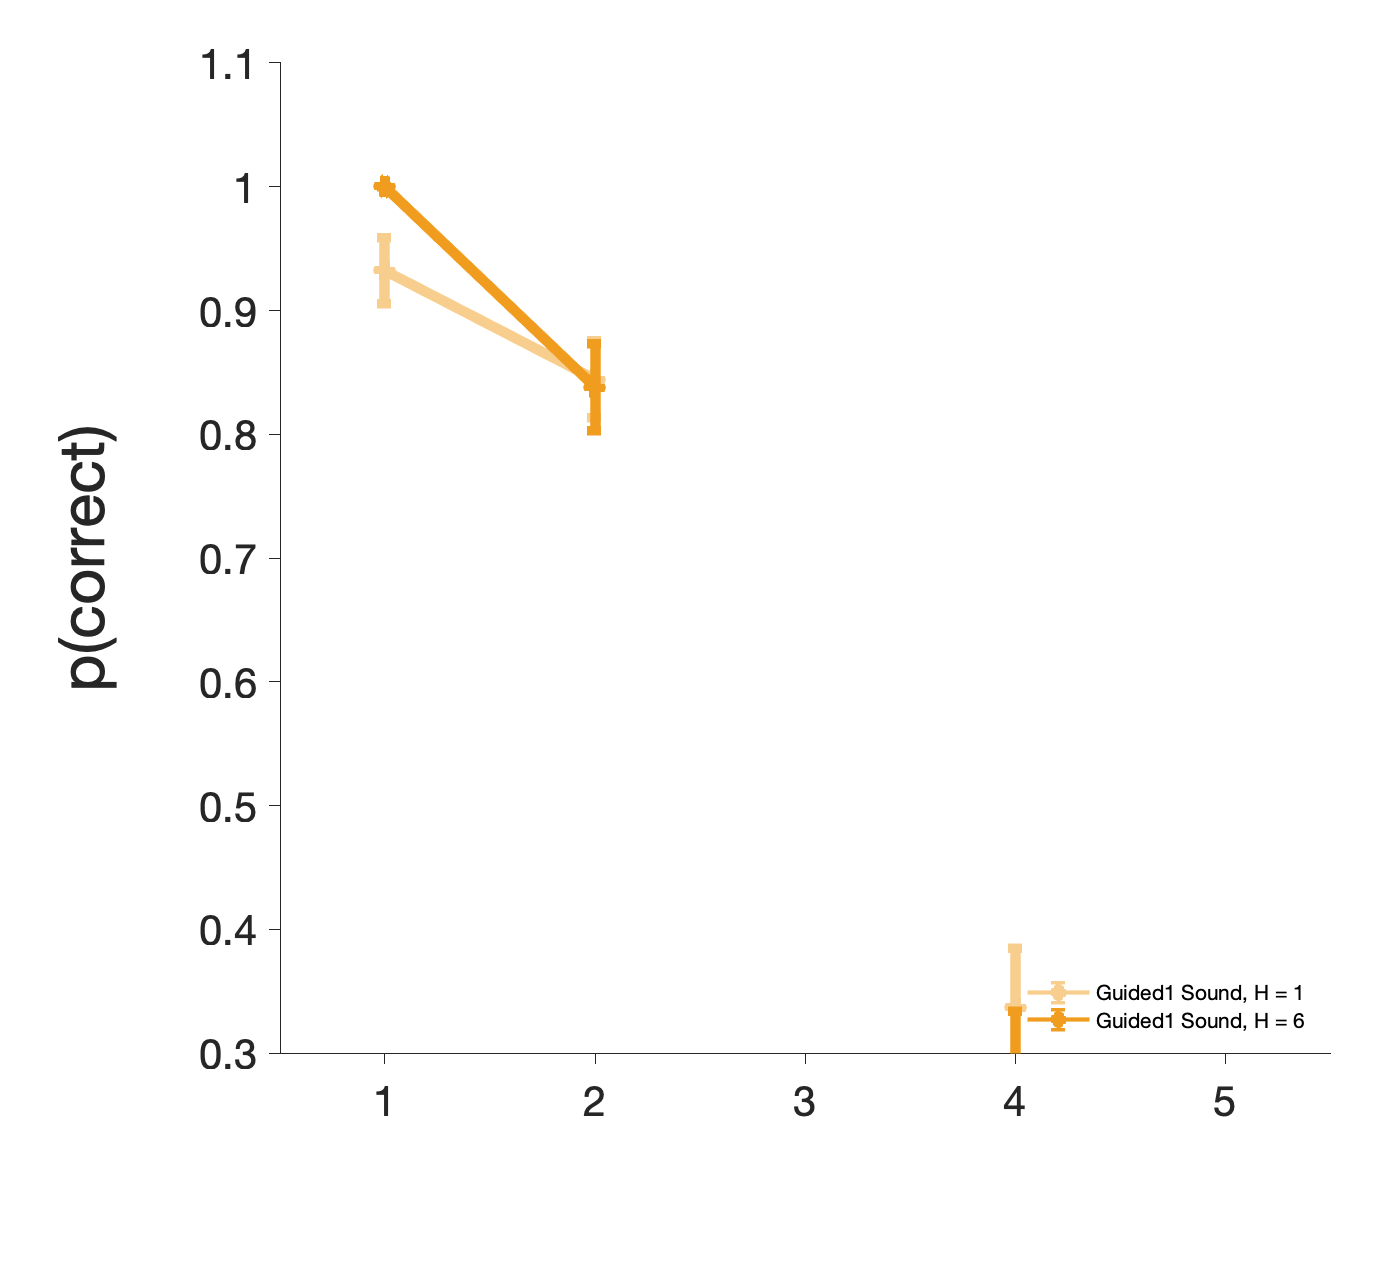 1.1
1
0.9
0.8
0.7
0.6
0.5
0.4
0.3
p(correct)
1 2 3 4 5
Guided1 Sound, H = 1
Guided1 Sound, H = 6